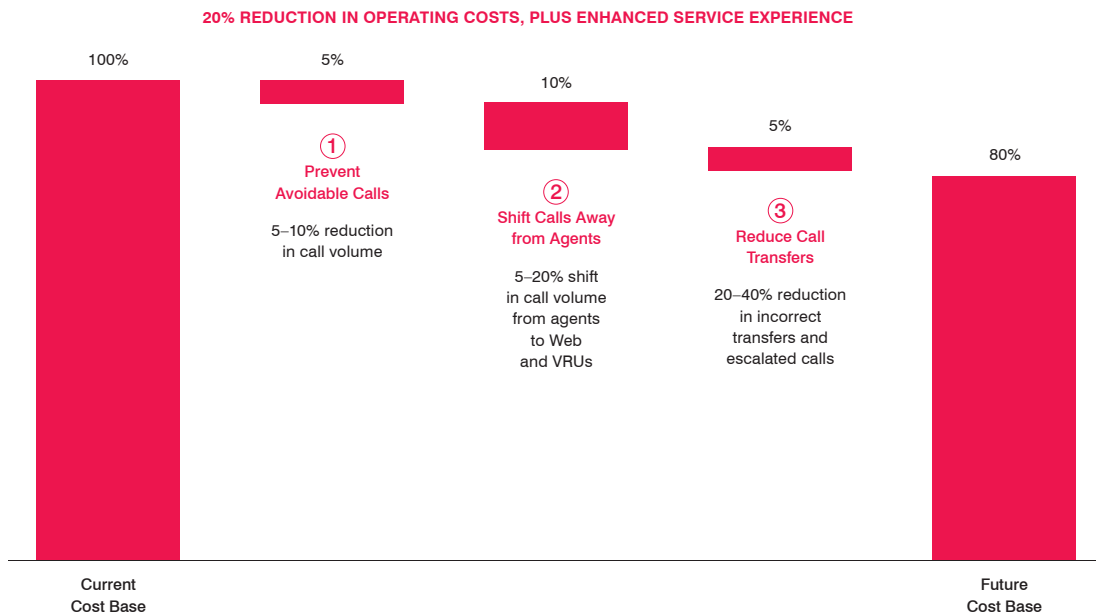 20% REDUCTION IN OPERATING COSTS, PLUS ENHANCED SERVICE EXPERIENCE
100%
5%
1
Prevent
Avoidable Calls
5–10% reduction
in call volume
10%
2
Shift Calls Away
from Agents
5–20% shift
in call volume
from agents
to Web
and VRUs
5%
3
Reduce Call
Transfers
20–40% reduction
in incorrect
transfers and
escalated calls
80%
Current
Cost Base
Future
Cost Base